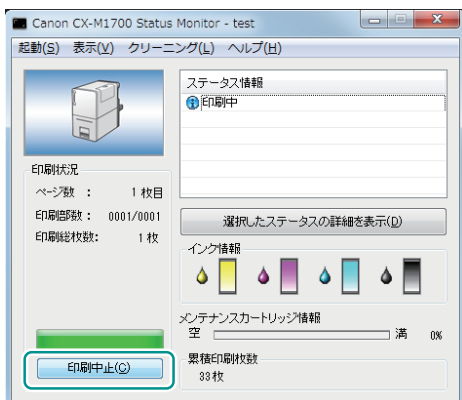 Canon CX-M1700 Status Monitor - test
起動(S) 表示(V) クリーニング(L) ヘルプ(H)
ステータス情報
印刷中
印刷状況
ページ数 : 1 枚目
印刷部数 : 0001/0001
印刷総枚数: 1 枚
選択したステータスの詳細を表示(D)
インク情報
メンテナンスカートリッジ情報
空 満 0%
印刷中止(C)
累積印刷枚数
33枚